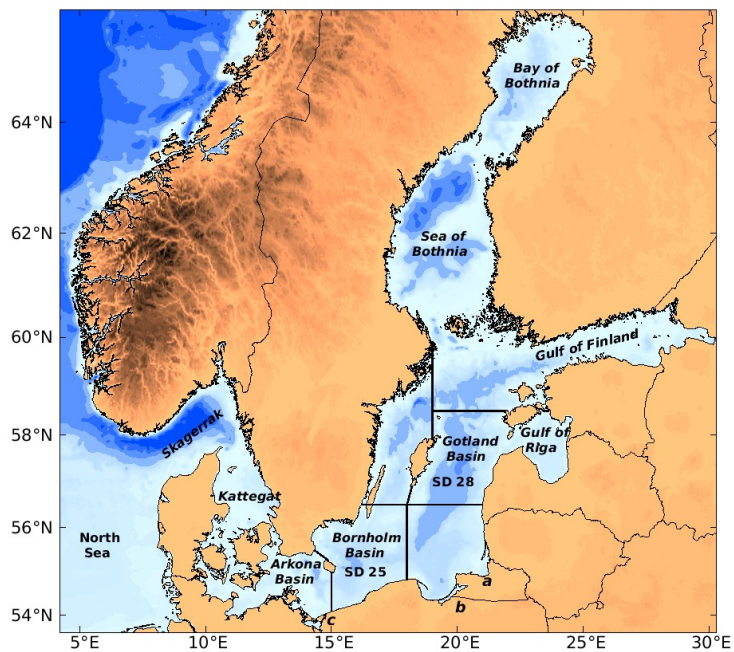 Bay of
Bothnia
64°N
62°N
Sea of
Bothnia
60°N
Gulf of Finland
58°N
Skagerrak
Gotland
Basin
Gulf of
RIga
SD 28
Kattegat
56°N
North
Sea
Bornholm
Basin
Arkona
Basin
SD 25
a
b
c
54°N
5°E
10°E
15°E
20°E
25°E
30°E